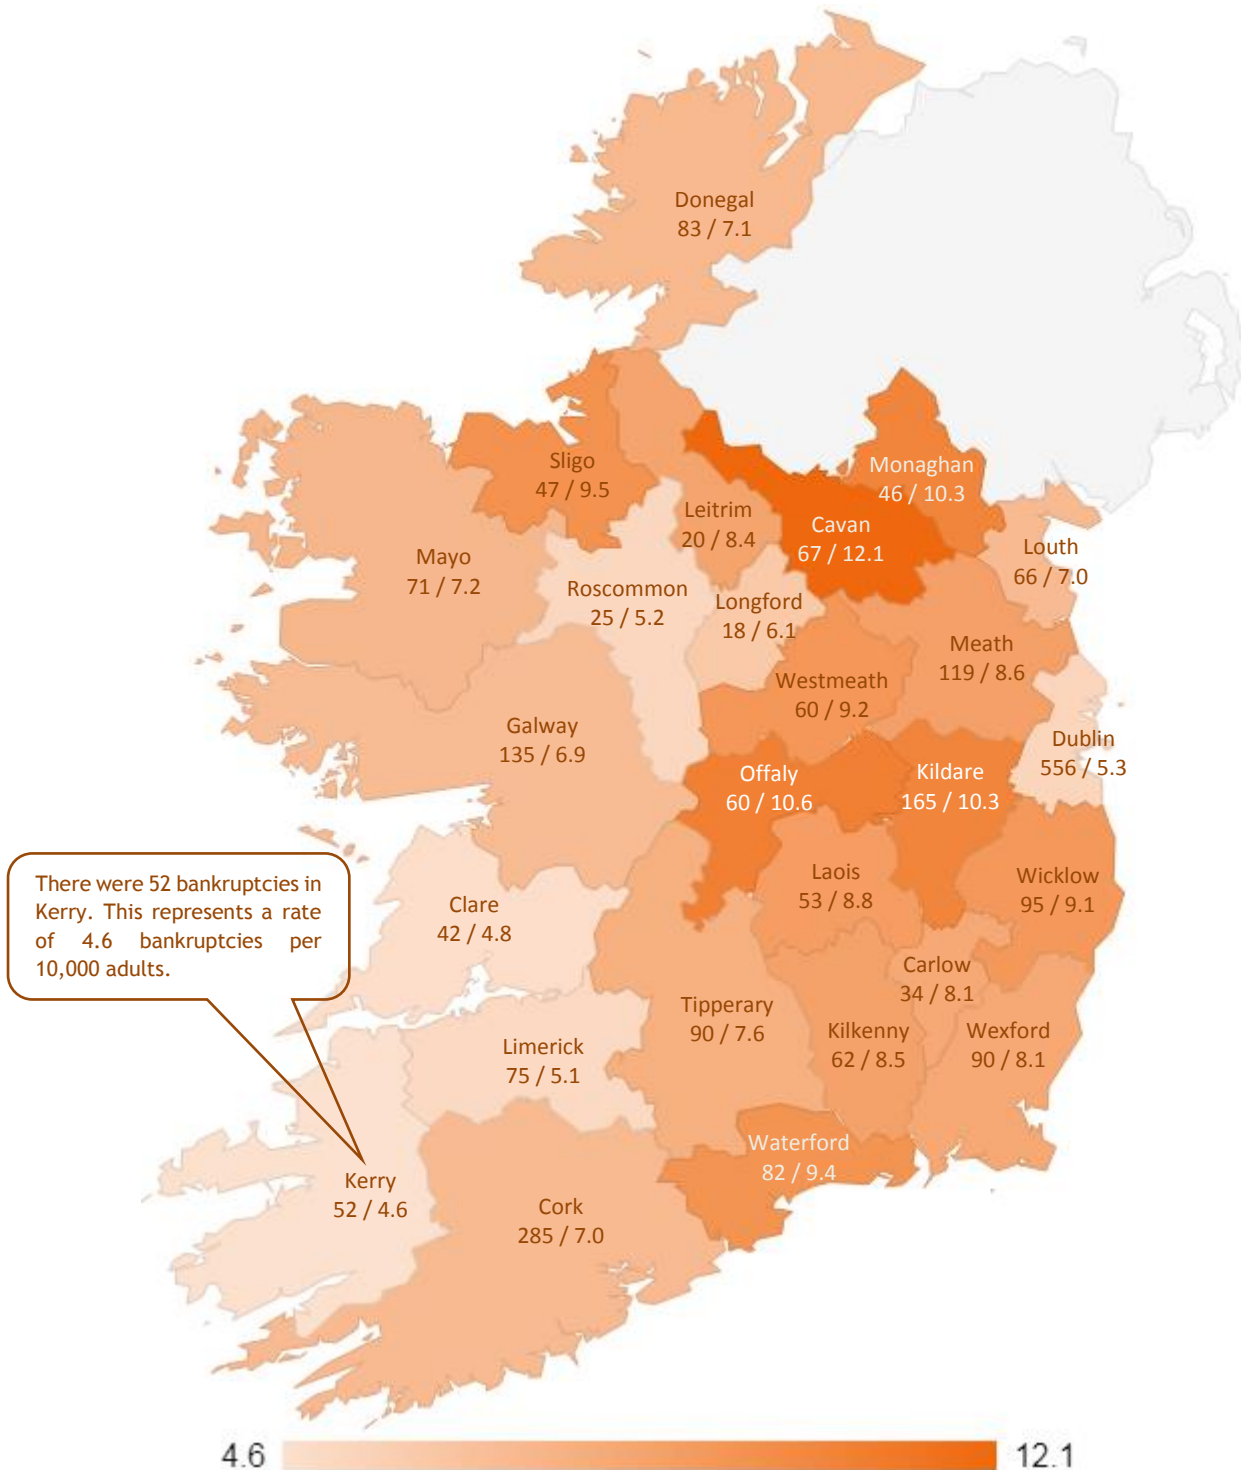 Donegal
83 / 7.1
Sligo
47 / 9.5
Monaghan
46 / 10.3
Leitrim
20 / 8.4
Cavan
67 / 12.1
Louth
66 / 7.0
Mayo
71 / 7.2
Roscommon
25 / 5.2
Longford
18 / 6.1
Meath
119 / 8.6
Westmeath
60 / 9.2
Galway
135 / 6.9
Dublin
556 / 5.3
Offaly
60 / 10.6
Kildare
165 / 10.3
There were 52 bankruptcies in
Kerry. This represents a rate
of 4.6 bankruptcies per
10,000 adults.
Clare
42 / 4.8
Laois
53 / 8.8
Wicklow
95 / 9.1
Carlow
34 / 8.1
Tipperary
90 / 7.6
Kilkenny
62 / 8.5
Wexford
90 / 8.1
Limerick
75 / 5.1
Waterford
82 / 9.4
Kerry
52 / 4.6
Cork
285 / 7.0
4.6
12.1